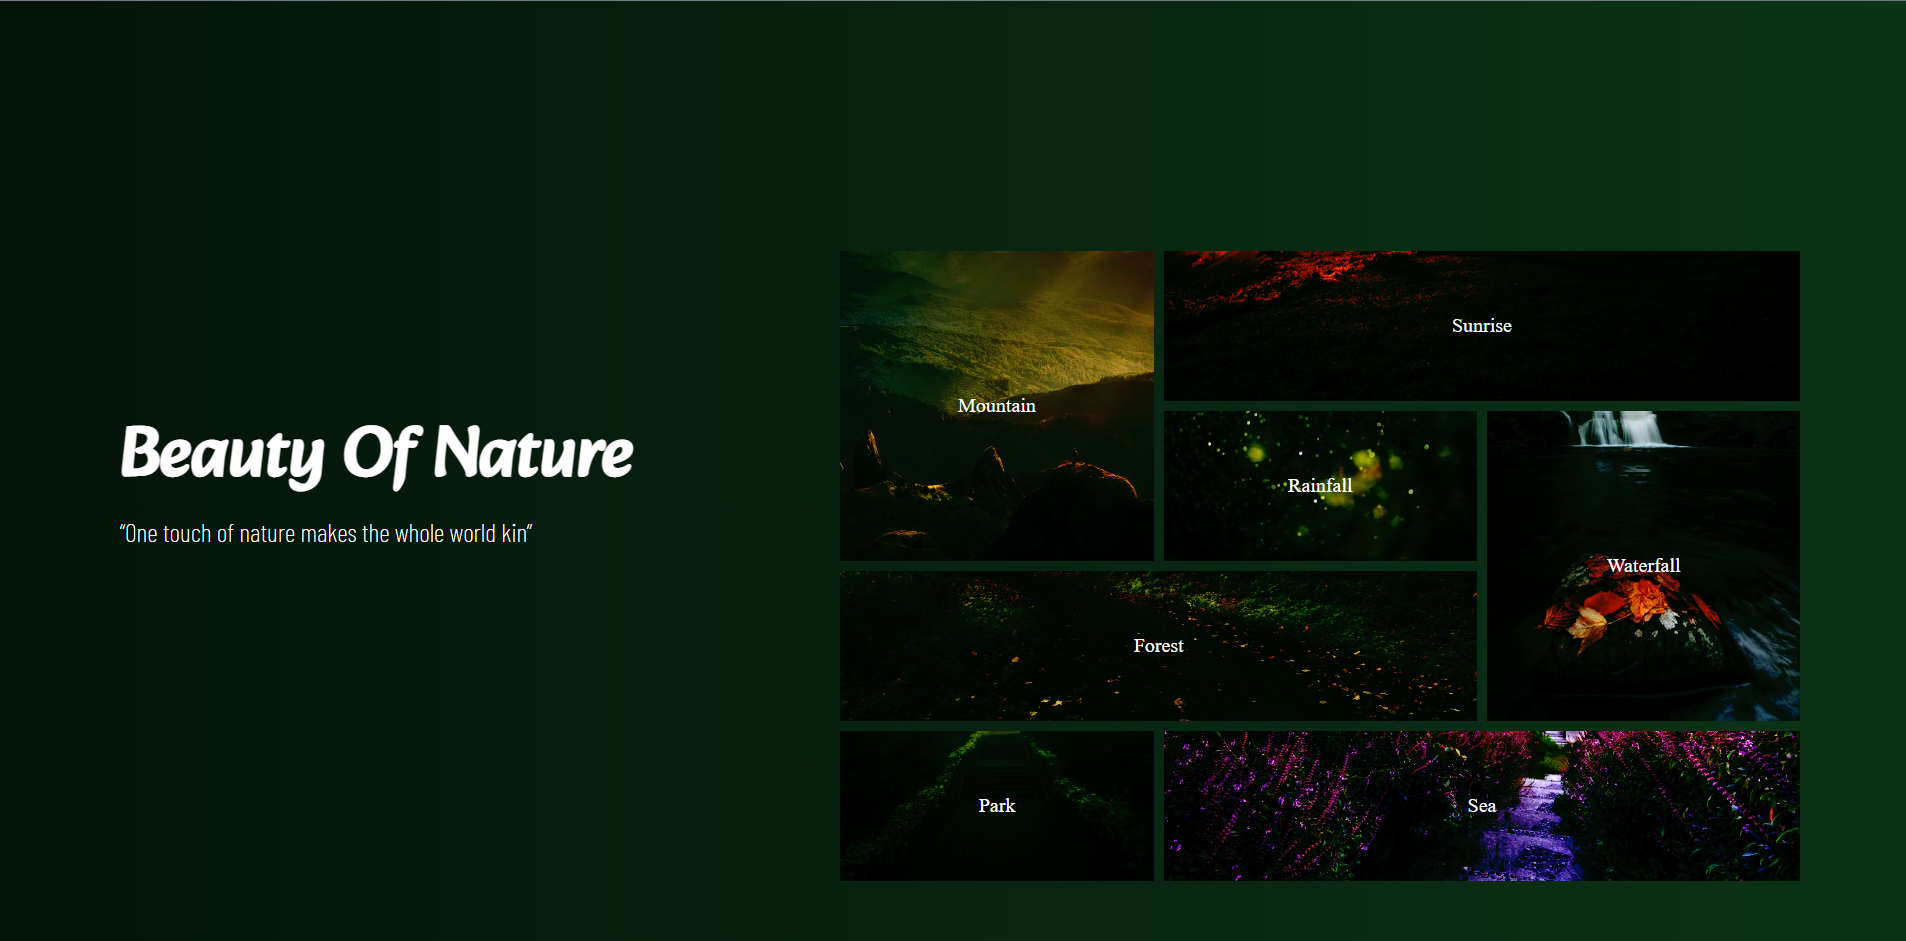 Beauty Of Nature
“One touch of nature makes the whole world kin”
Mountain
Sunrise
Rainfall
Waterfall
Forest
Park
Sea